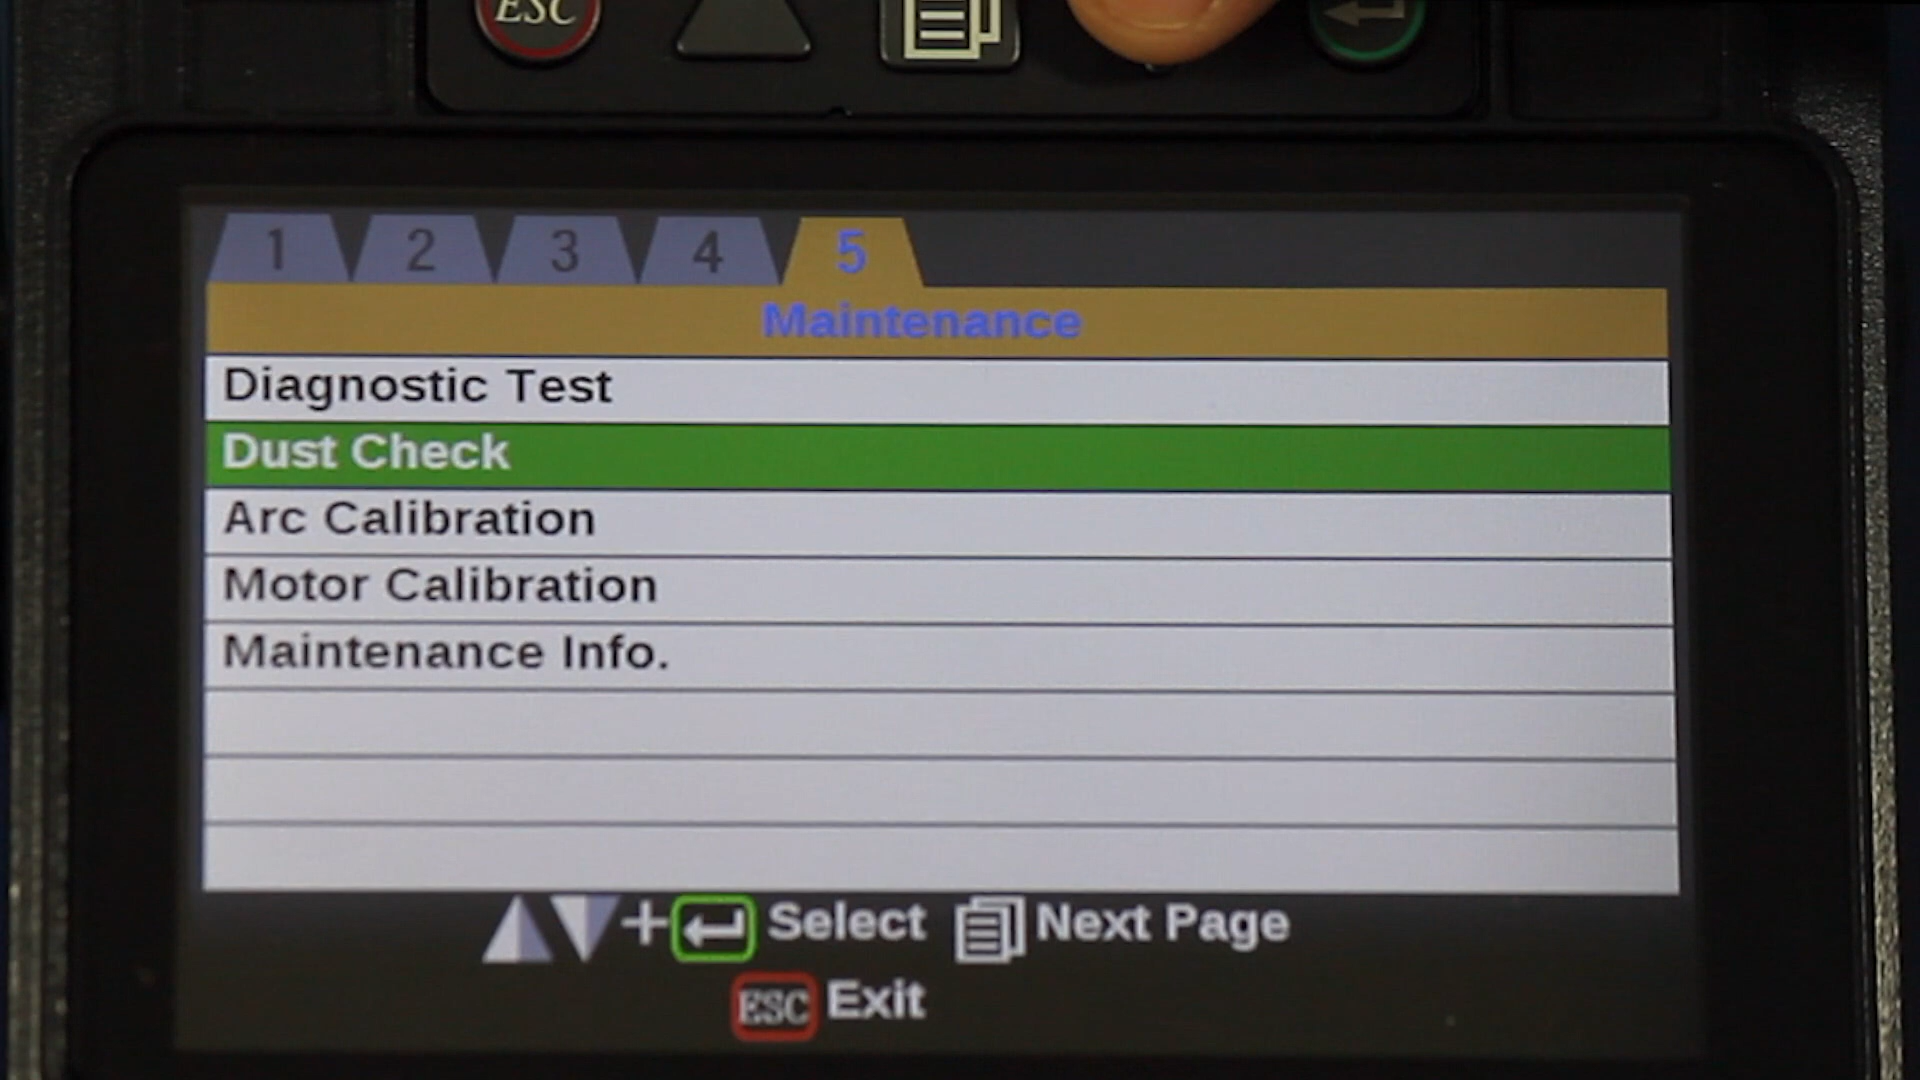 ESC
1 2 3 4 5
Maintenance
Diagnostic Test
Dust Check
Arc Calibration
Motor Calibration
Maintenance Info.
+ Select Next Page
ESC Exit